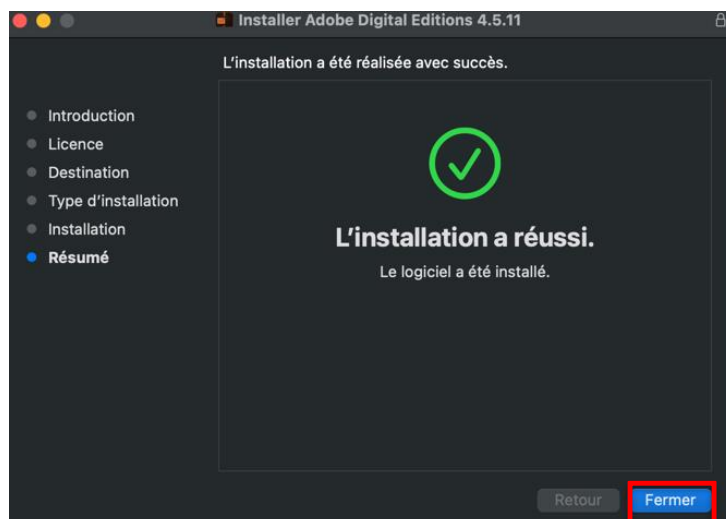 Installer Adobe Digital Editions 4.5.11
L'installation a été réalisée avec succès.
Introduction
Licence
Destination
Type d'installation
Installation
Résumé
L'installation a réussi.
Le logiciel a été installé.
Retour
Fermer